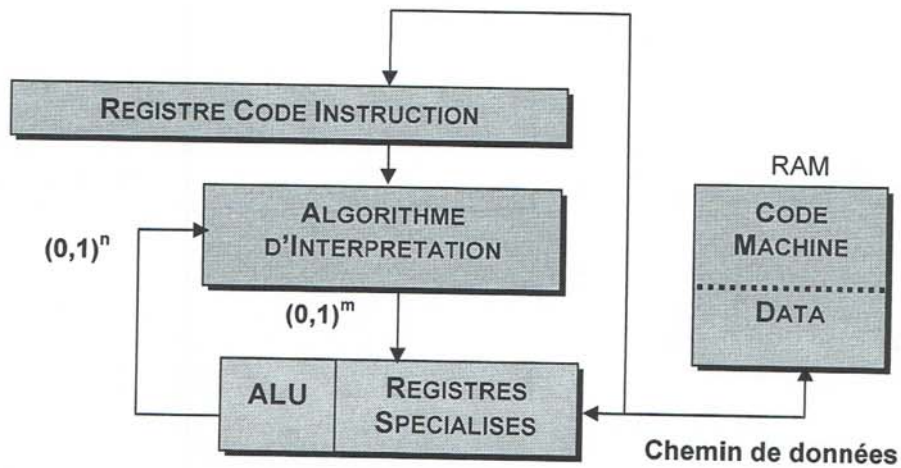 REGISTRE CODE INSTRUCTION
RAM
ALGORITHME
D'INTERPRETATION
CODE
MACHINE
(0,1)^n
DATA
(0,1)^m
ALU
REGISTRES
SPECIALISES
Chemin de données